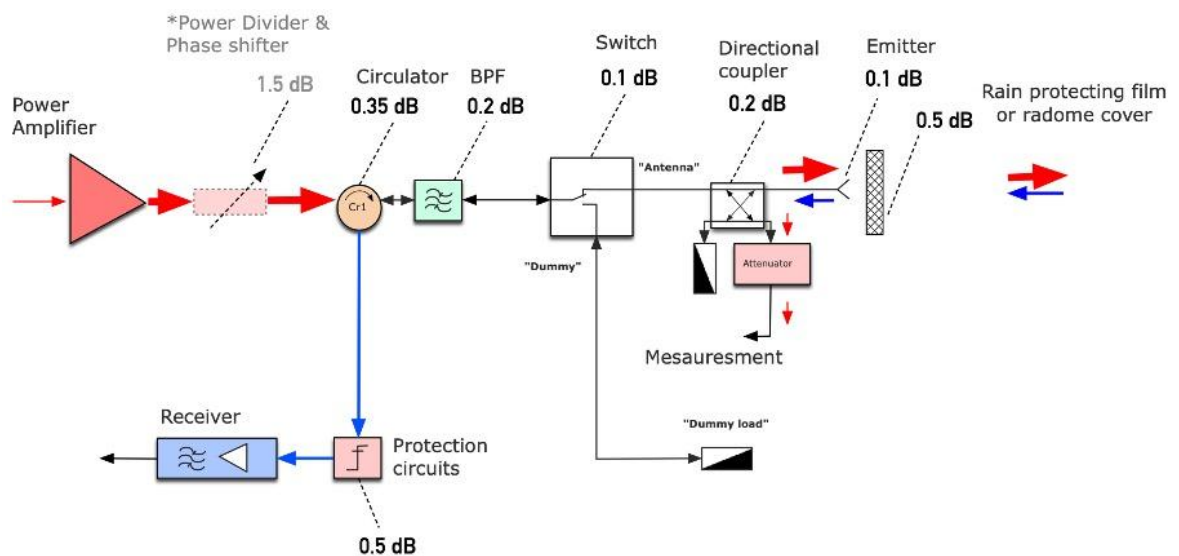 *Power Divider &
Phase shifter
1.5 dB
Power
Amplifier
Circulator
0.35 dB
BPF
0.2 dB
Switch
0.1 dB
Directional
coupler
0.2 dB
Emitter
0.1 dB
0.5 dB
Rain protecting film
or radome cover
Cr1
"Antenna"
"Dummy"
Attenuator
Mesauresment
"Dummy load"
Receiver
Protection
circuits
0.5 dB